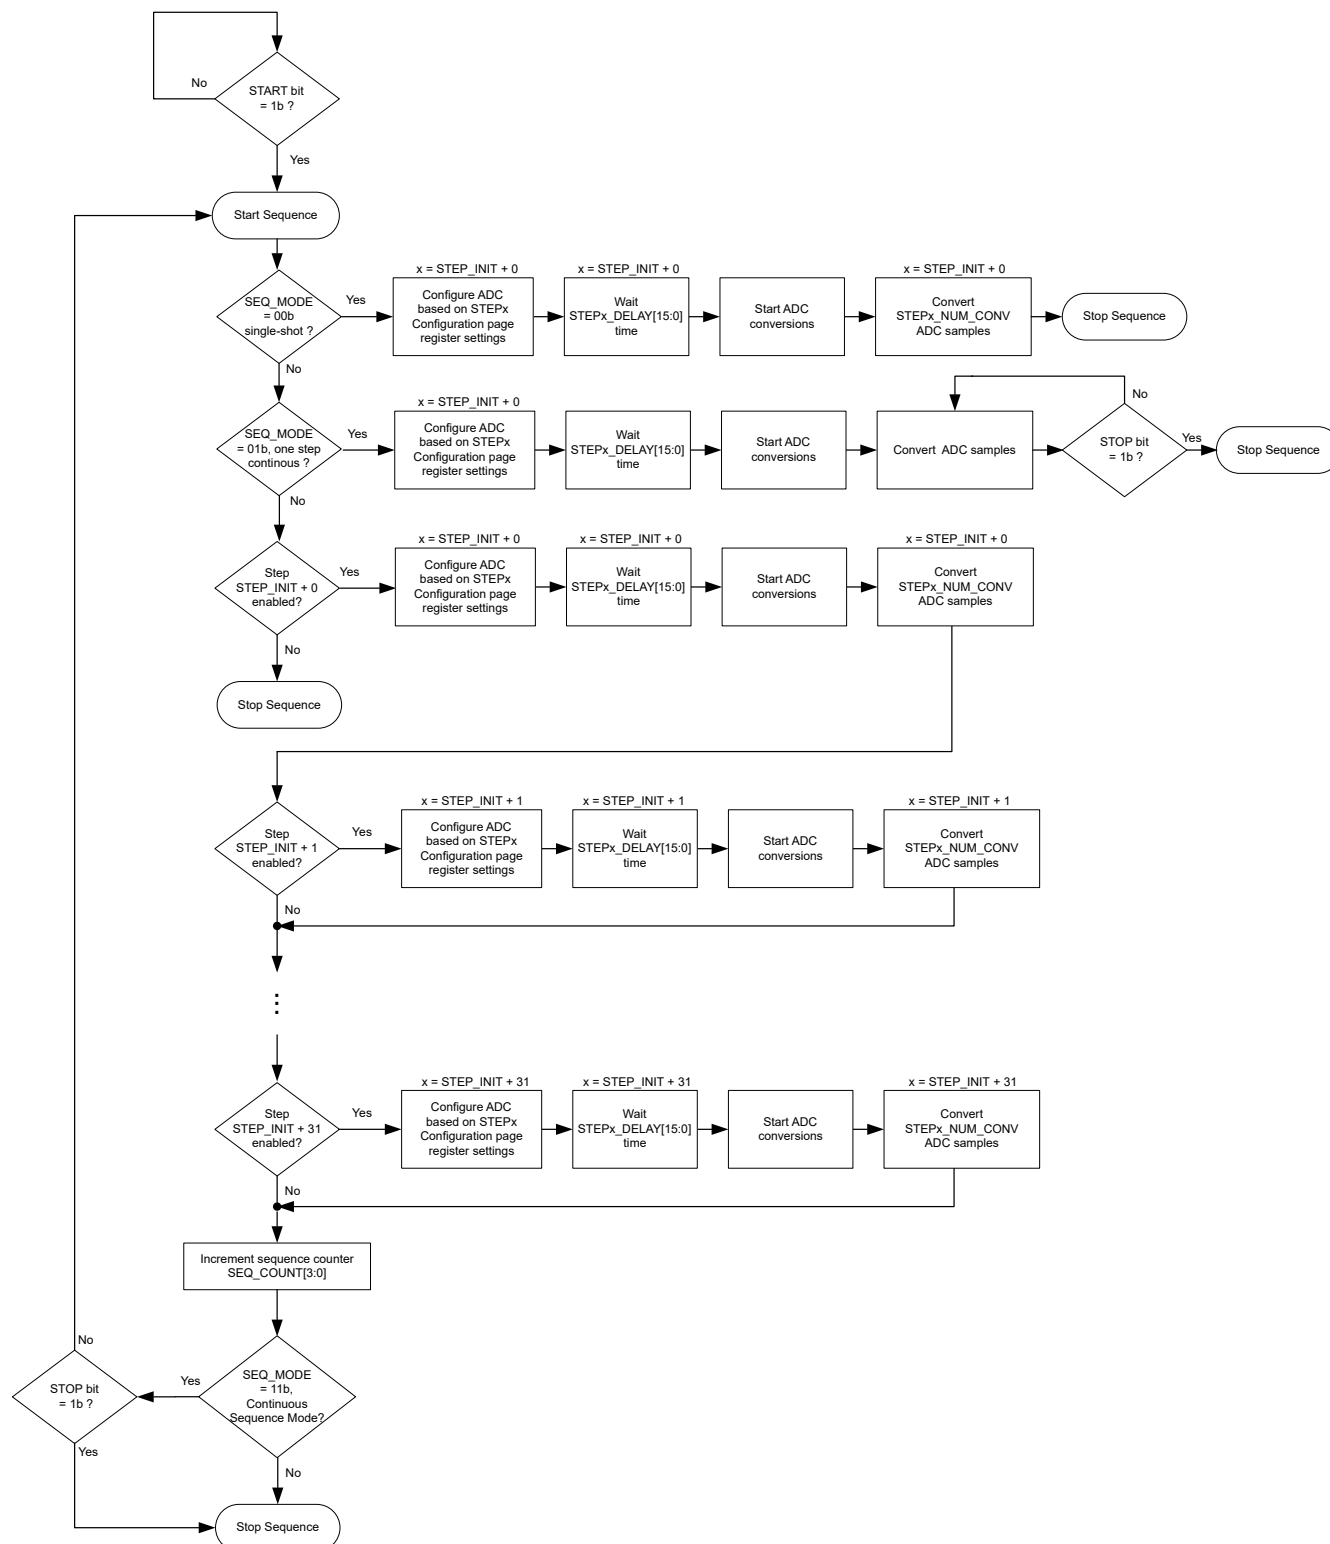 No
START bit
= 1b ?
Yes
Start Sequence
x = STEP_INIT + 0
x = STEP_INIT + 0
x = STEP_INIT + 0
SEQ_MODE
= 00b
single-shot ?
Yes
Configure ADC
based on STEPx
Configuration page
register settings
Wait
STEPx_DELAY[15:0]
time
Start ADC
conversions
Convert
STEPx_NUM_CONV
ADC samples
Stop Sequence
No
x = STEP_INIT + 0
SEQ_MODE
= 01b, one step
continous ?
Yes
Configure ADC
based on STEPx
Configuration page
register settings
Wait
STEPx_DELAY[15:0]
time
Start ADC
conversions
Convert ADC samples
No
STOP bit
= 1b ?
Yes
Stop Sequence
No
x = STEP_INIT + 0
x = STEP_INIT + 0
x = STEP_INIT + 0
Step
STEP_INIT + 0
enabled?
Yes
Configure ADC
based on STEPx
Configuration page
register settings
Wait
STEPx_DELAY[15:0]
time
Start ADC
conversions
Convert
STEPx_NUM_CONV
ADC samples
No
Stop Sequence
x = STEP_INIT + 1
x = STEP_INIT + 1
x = STEP_INIT + 1
Step
STEP_INIT + 1
enabled?
Yes
Configure ADC
based on STEPx
Configuration page
register settings
Wait
STEPx_DELAY[15:0]
time
Start ADC
conversions
Convert
STEPx_NUM_CONV
ADC samples
No
⋮
x = STEP_INIT + 31
x = STEP_INIT + 31
x = STEP_INIT + 31
Step
STEP_INIT + 31
enabled?
Yes
Configure ADC
based on STEPx
Configuration page
register settings
Wait
STEPx_DELAY[15:0]
time
Start ADC
conversions
Convert
STEPx_NUM_CONV
ADC samples
No
Increment sequence counter
SEQ_COUNT[3:0]
No
STOP bit
= 1b ?
Yes
SEQ_MODE
= 11b,
Continuous
Sequence Mode?
Yes
No
Stop Sequence